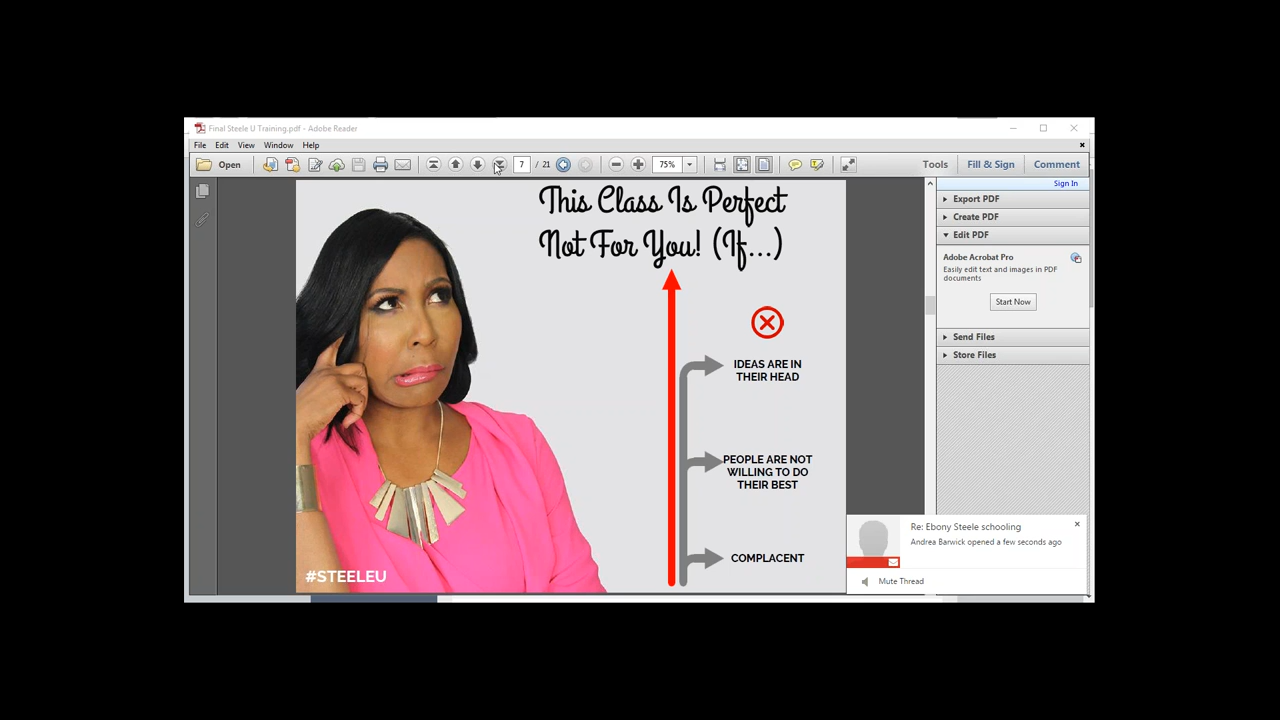 Final Steele U Training.pdf - Adobe Reader
File Edit View Window Help
Open 7 / 21 75% Tools Fill & Sign Comment
Sign In
Export PDF
Create PDF
Edit PDF
Adobe Acrobat Pro
Easily edit text and images in PDF
documents
Start Now
Send Files
Store Files
This Class Is Perfect
Not For You! (If...)
IDEAS ARE IN
THEIR HEAD
PEOPLE ARE NOT
WILLING TO DO
THEIR BEST
COMPLACENT
#STEELEU
Re: Ebony Steele schooling
Andrea Barwick opened a few seconds ago
Mute Thread